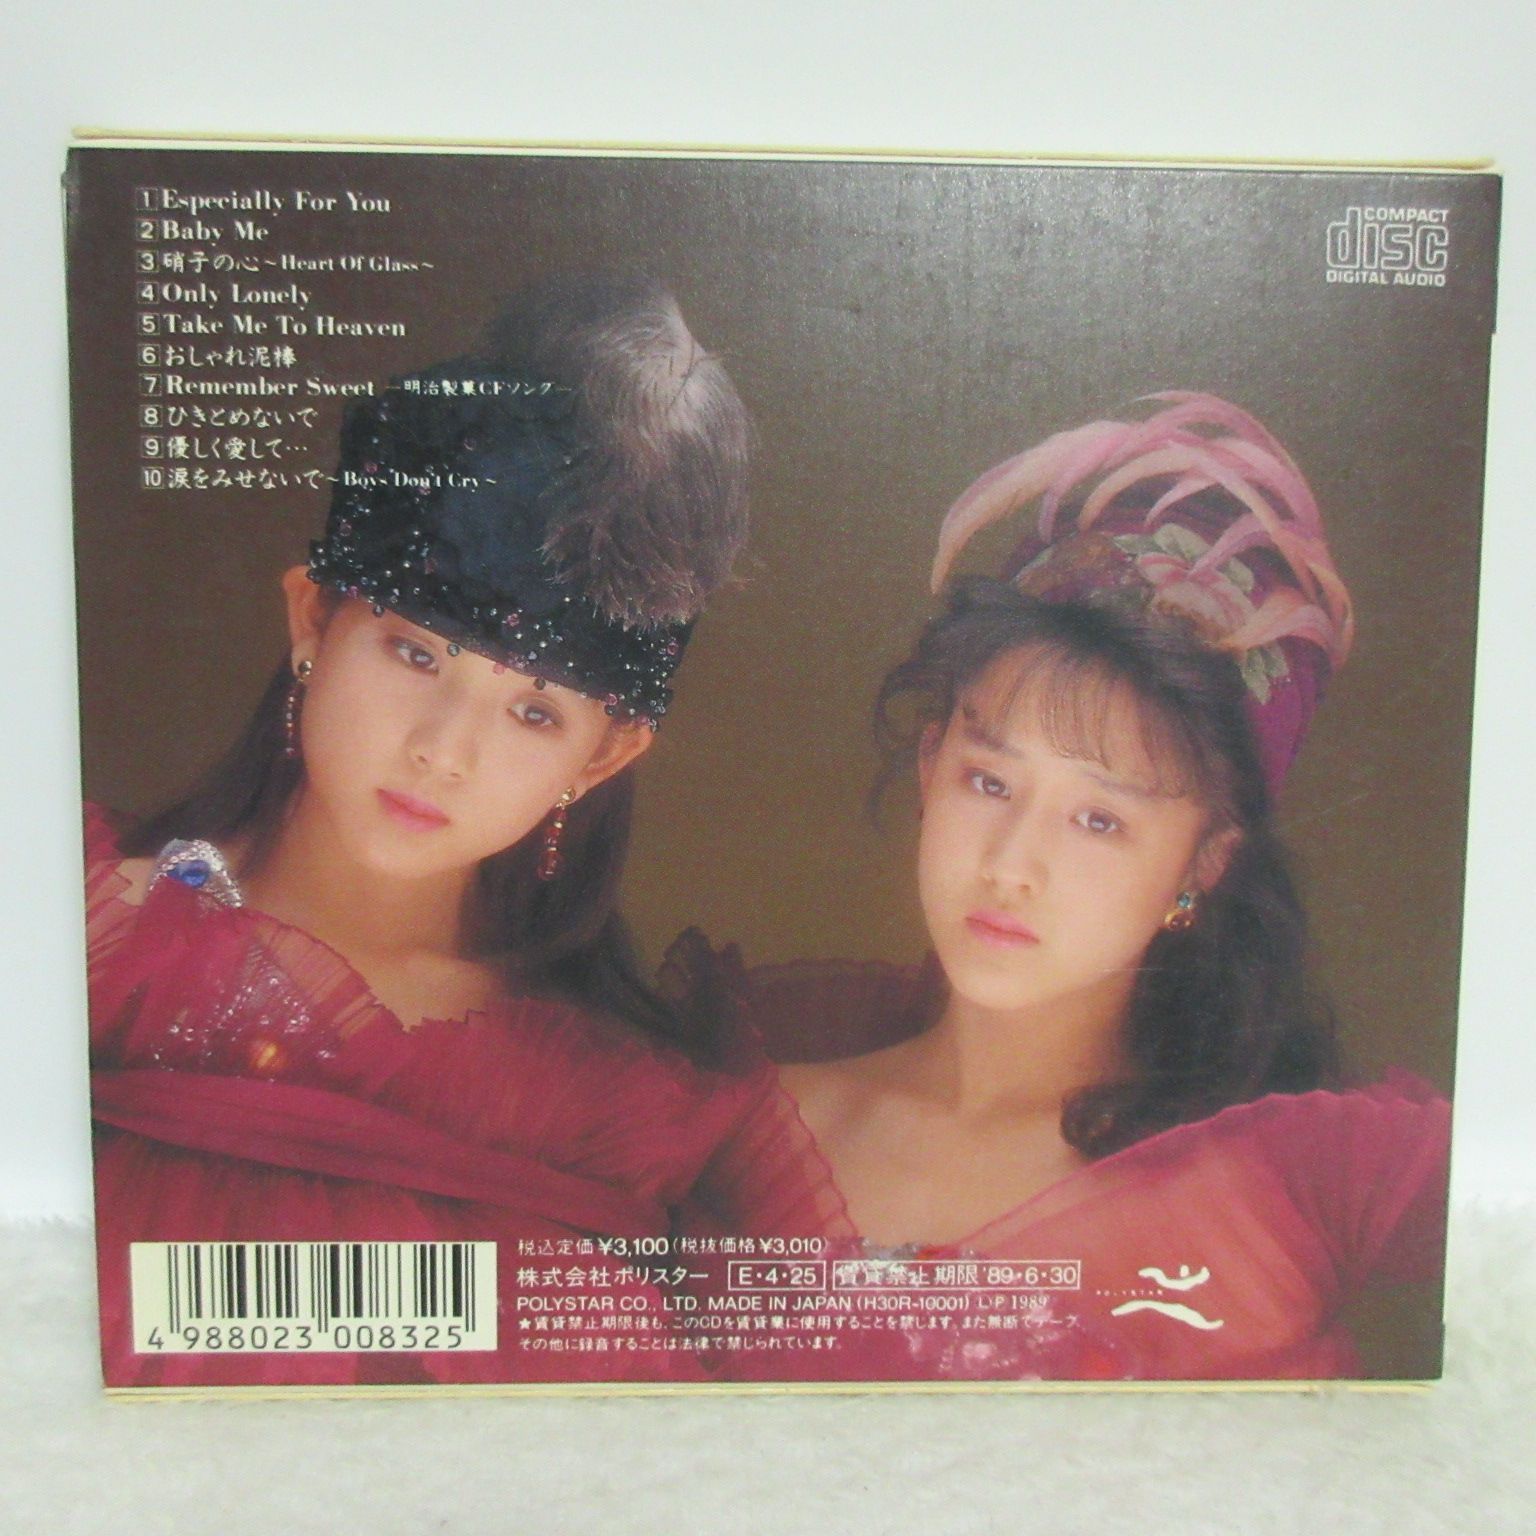 1 Especially For You
2 Baby Me
3 硝子の心~Heart Of Glass~
4 Only Lonely
5 Take Me To Heaven
6 おしゃれ泥棒
7 Remember Sweet —明治製菓CFソング—
8 ひきとめないで
9 優しく愛して…
10 涙をみせないで~Boys Don't Cry~
COMPACT
disc
DIGITAL AUDIO
税込定価¥3,100(税抜価格¥3,010)
株式会社ポリスター E・4・25 賃貸禁止期限'89・6・30
POLYSTAR CO., LTD. MADE IN JAPAN (H30R-10001) Ⓛ Ⓟ 1989
★賃貸禁止期限後も、このCDを賃貸業に使用することを禁じます。また無断でテープ
その他に録音することは法律で禁じられています。
POLYSTAR
4 988023 008325